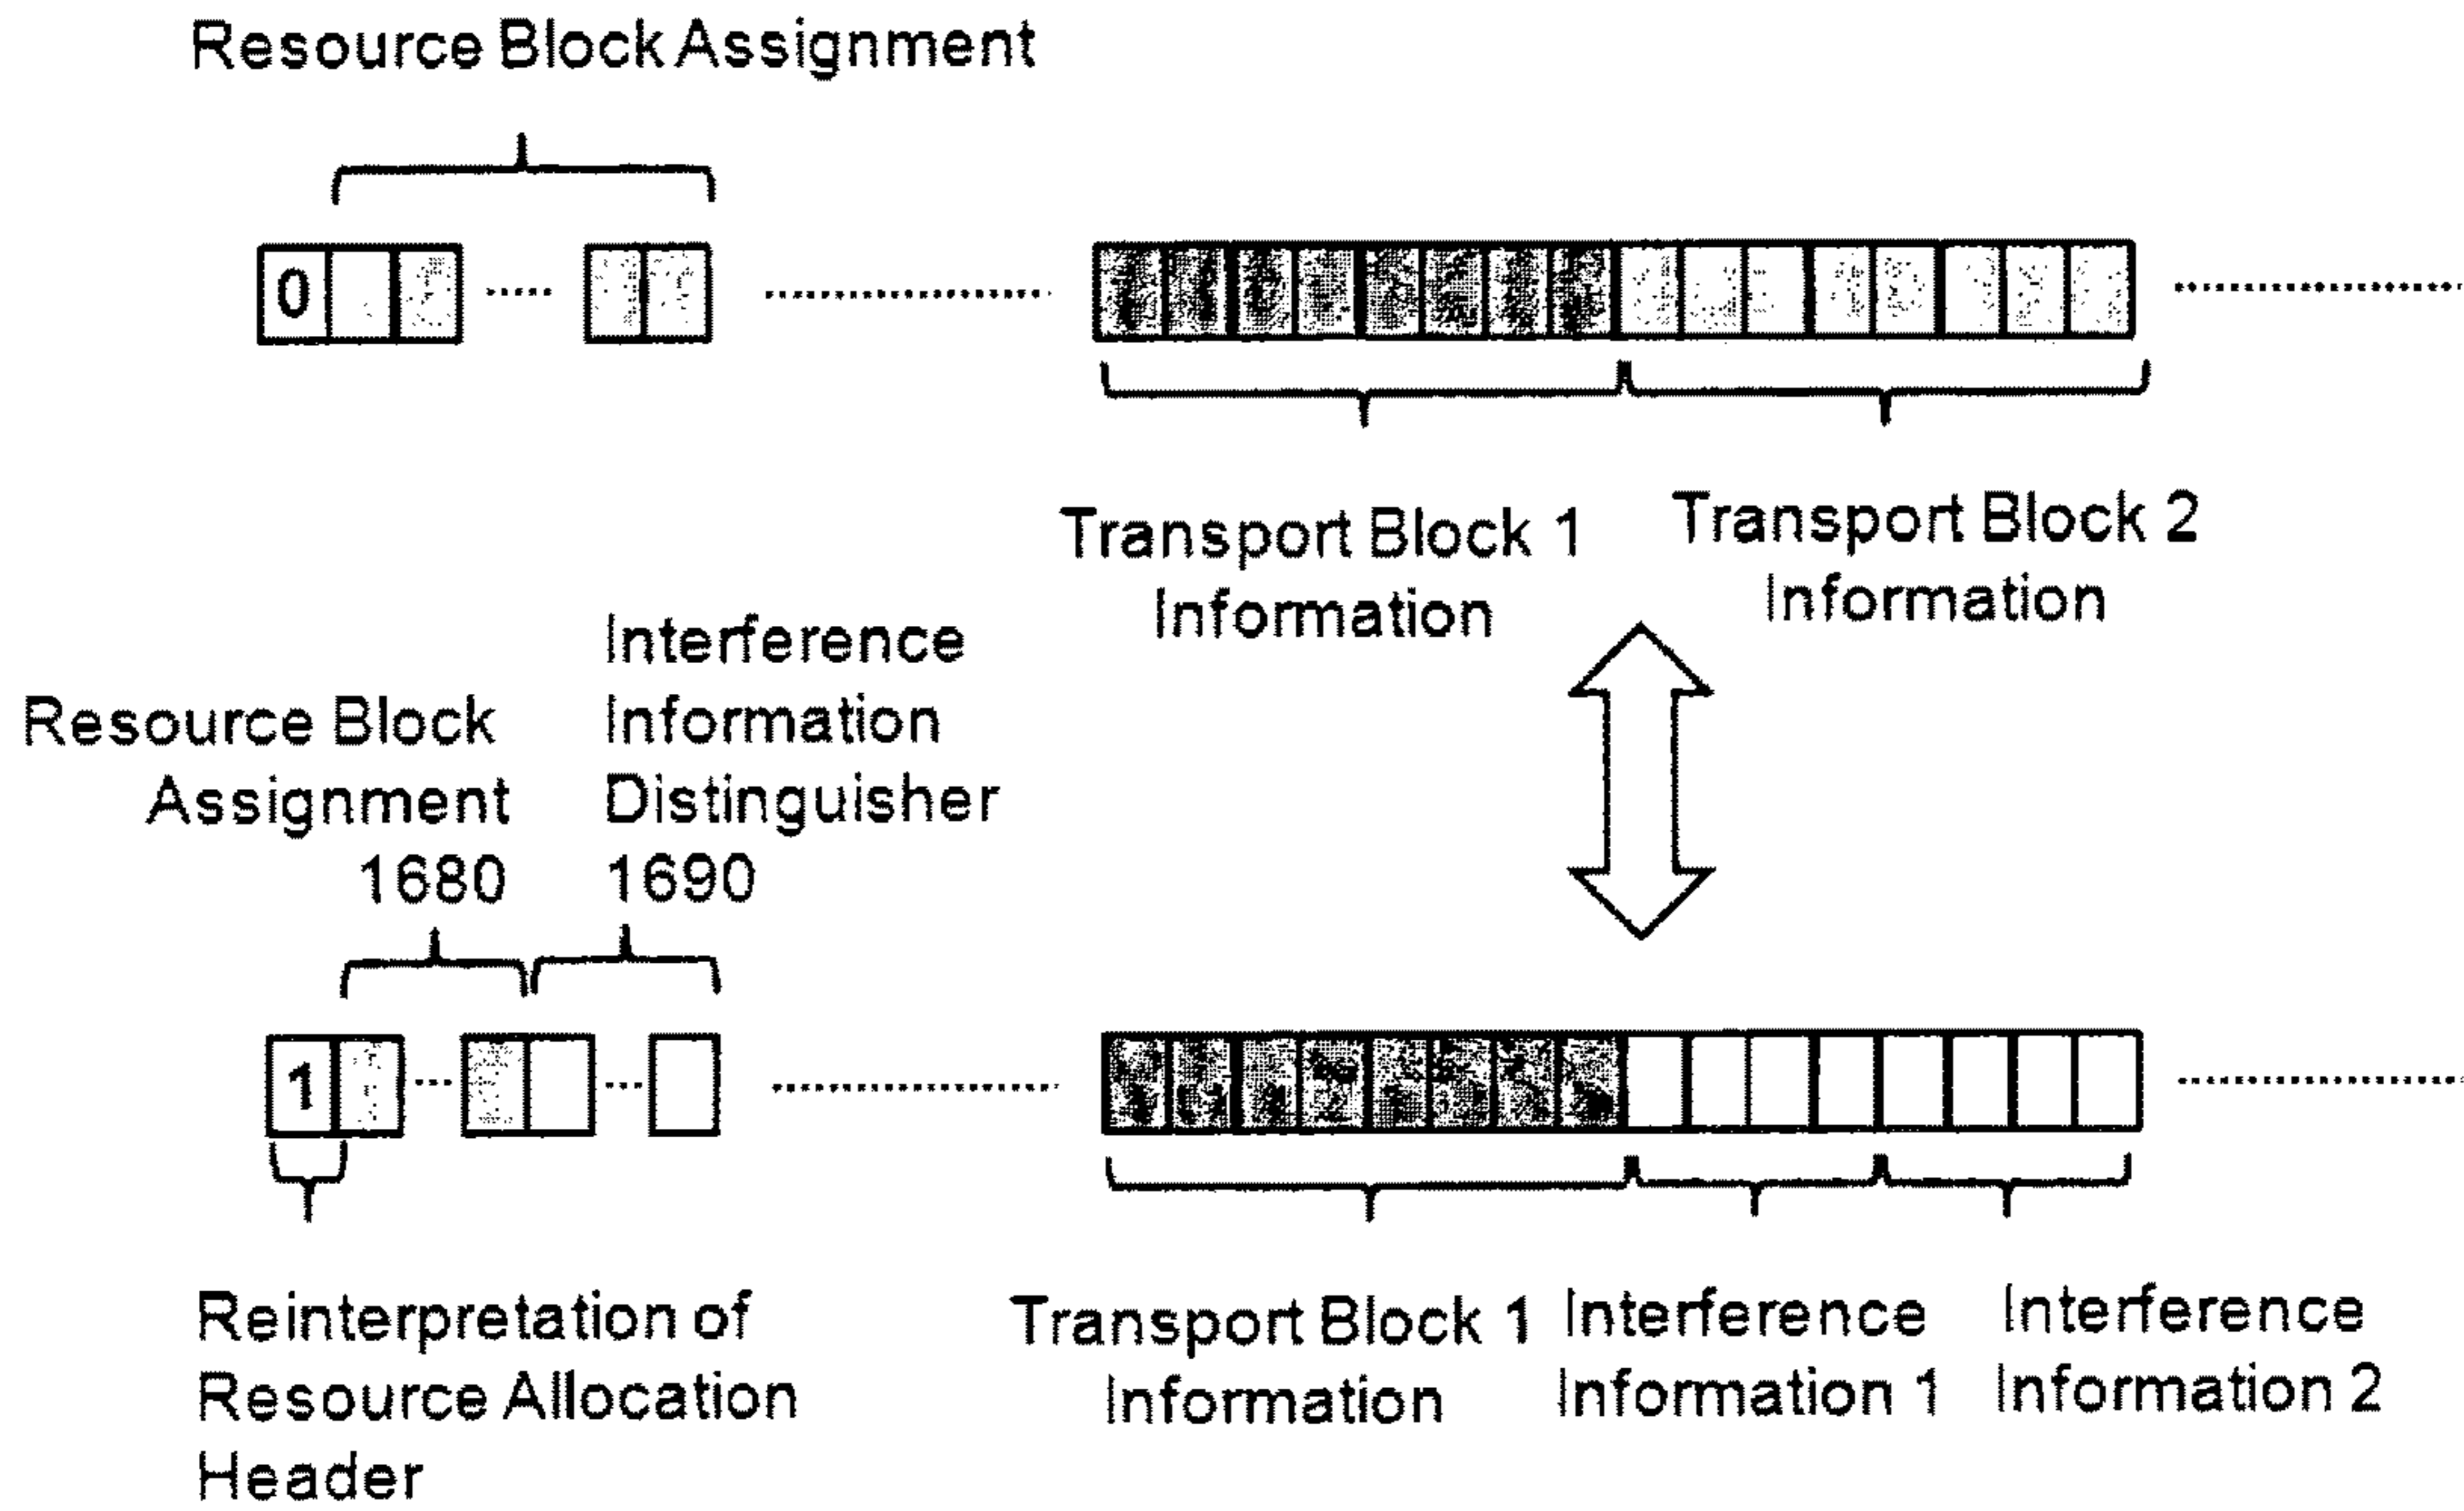 Resource Block Assignment
0
Transport Block 1
Information
Transport Block 2
Information
Resource Block
Assignment
1680
Interference
Information
Distinguisher
1690
1
Reinterpretation of
Resource Allocation
Header
Transport Block 1
Information
Interference
Information 1
Interference
Information 2